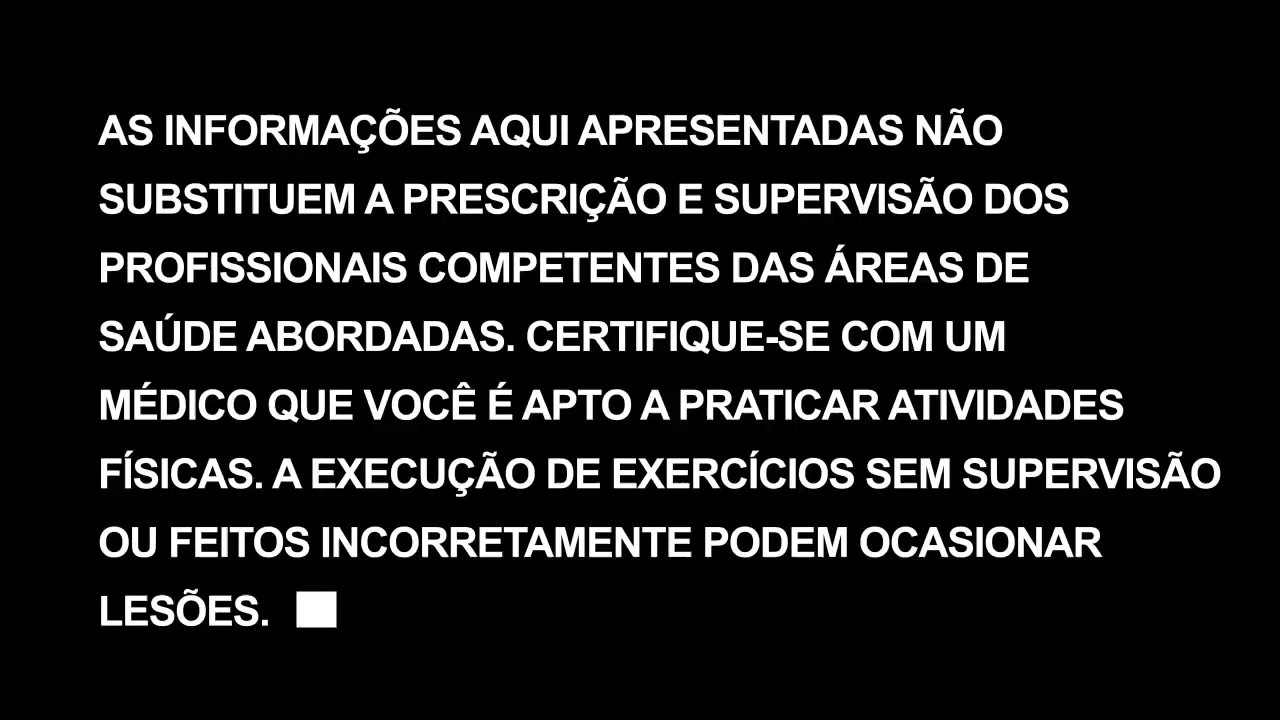 AS INFORMAÇÕES AQUI APRESENTADAS NÃO
SUBSTITUEM A PRESCRIÇÃO E SUPERVISÃO DOS
PROFISSIONAIS COMPETENTES DAS ÁREAS DE
SAÚDE ABORDADAS. CERTIFIQUE-SE COM UM
MÉDICO QUE VOCÊ É APTO A PRATICAR ATIVIDADES
FÍSICAS. A EXECUÇÃO DE EXERCÍCIOS SEM SUPERVISÃO
OU FEITOS INCORRETAMENTE PODEM OCASIONAR
LESÕES.